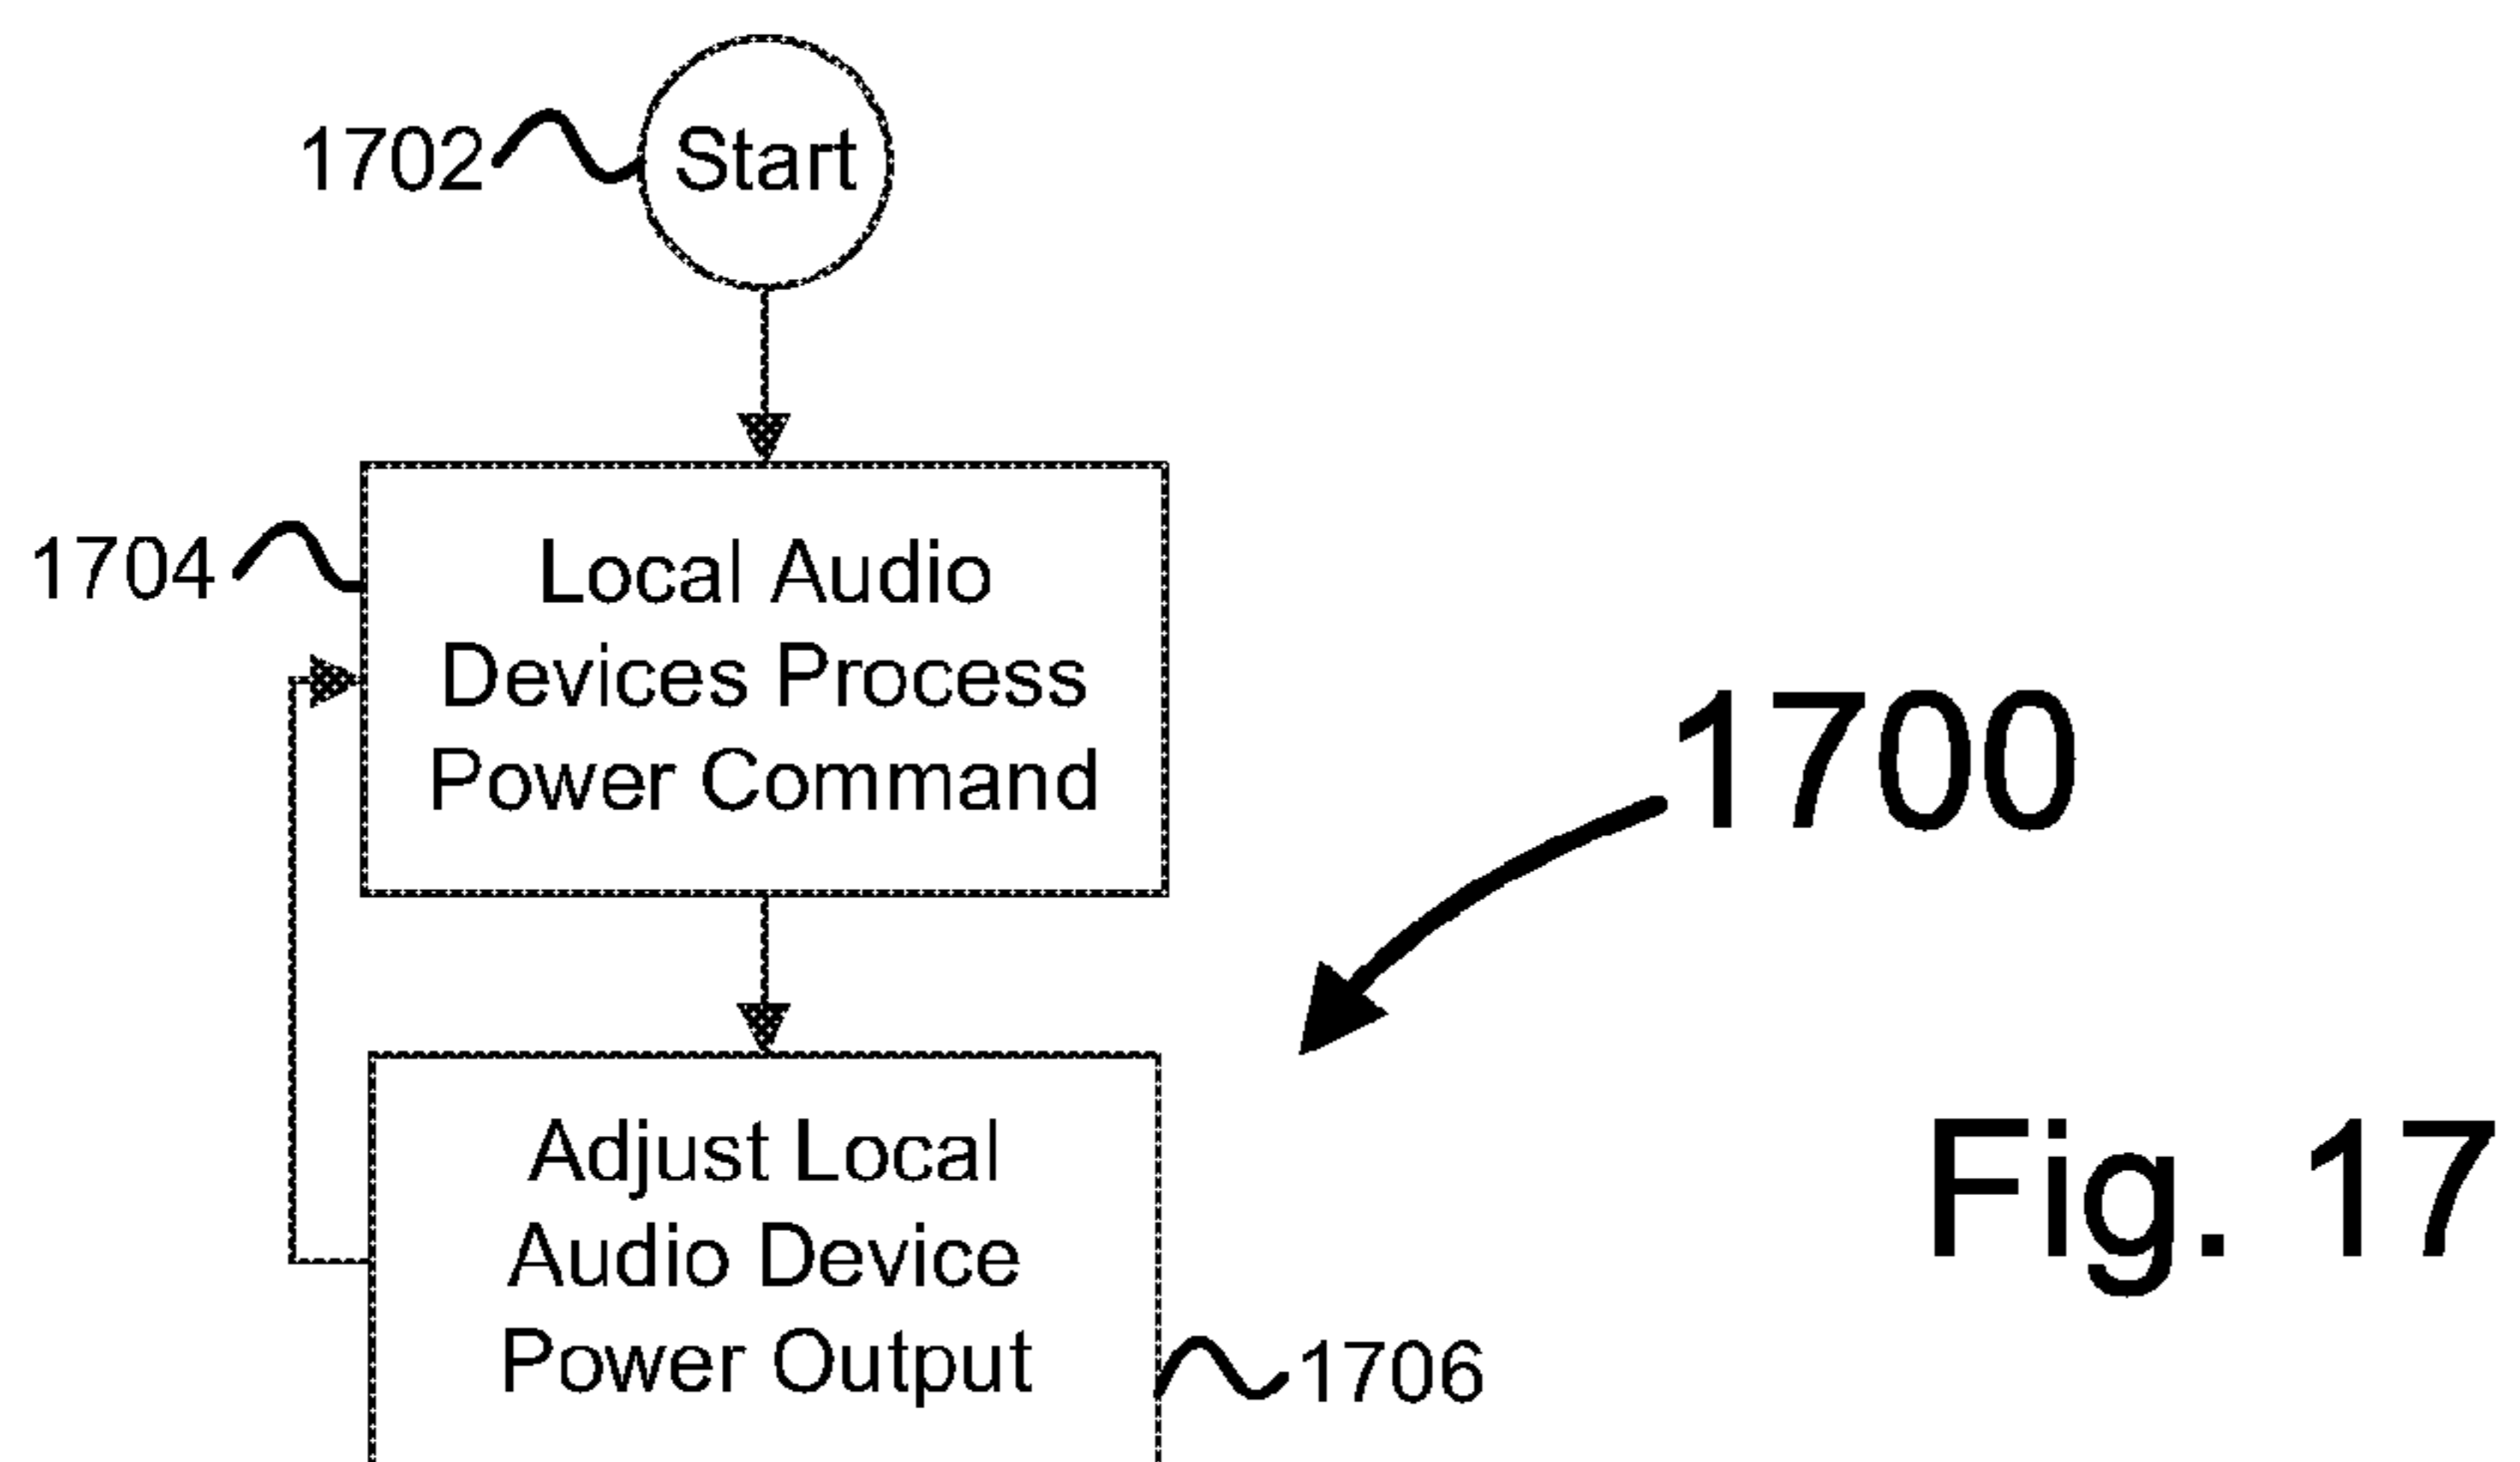 1702
Start
1704
Local Audio
Devices Process
Power Command
1700
Adjust Local
Audio Device
Power Output
Fig. 17
1706